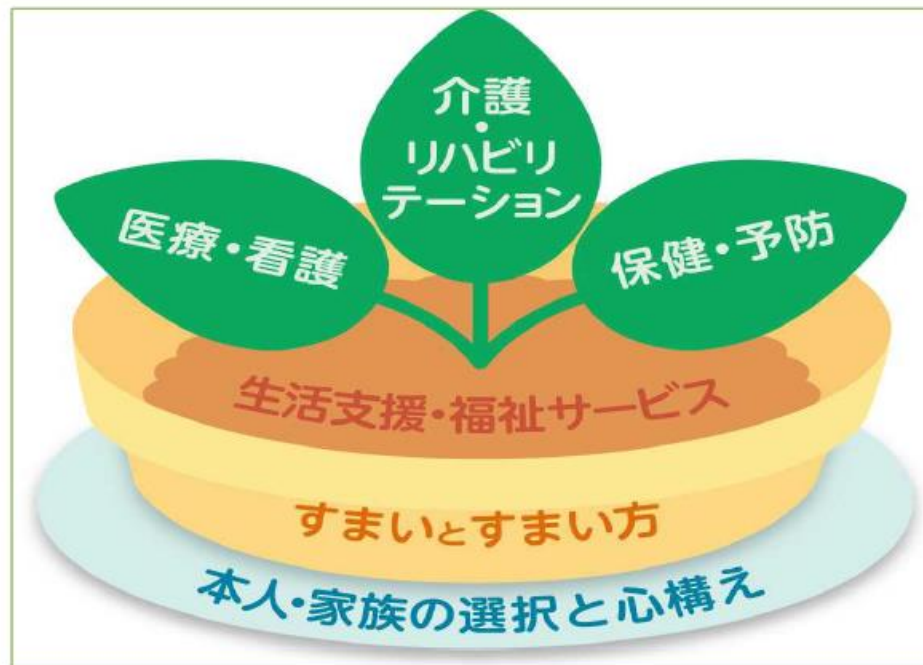 介護
・
リハビリ
テーション
医療・看護
保健・予防
生活支援・福祉サービス
すまいとすまい方
本人・家族の選択と心構え